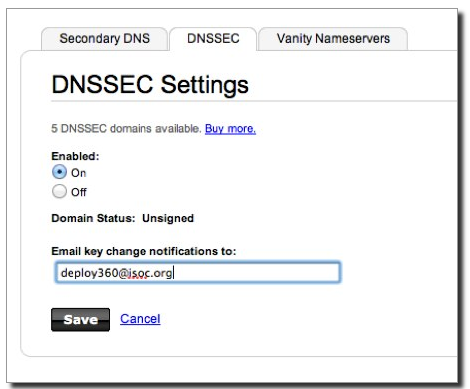 Secondary DNS DNSSEC Vanity Nameservers
DNSSEC Settings
5 DNSSEC domains available. Buy more.
Enabled:
On
Off
Domain Status: Unsigned
Email key change notifications to:
deploy360@isoc.org
Save Cancel